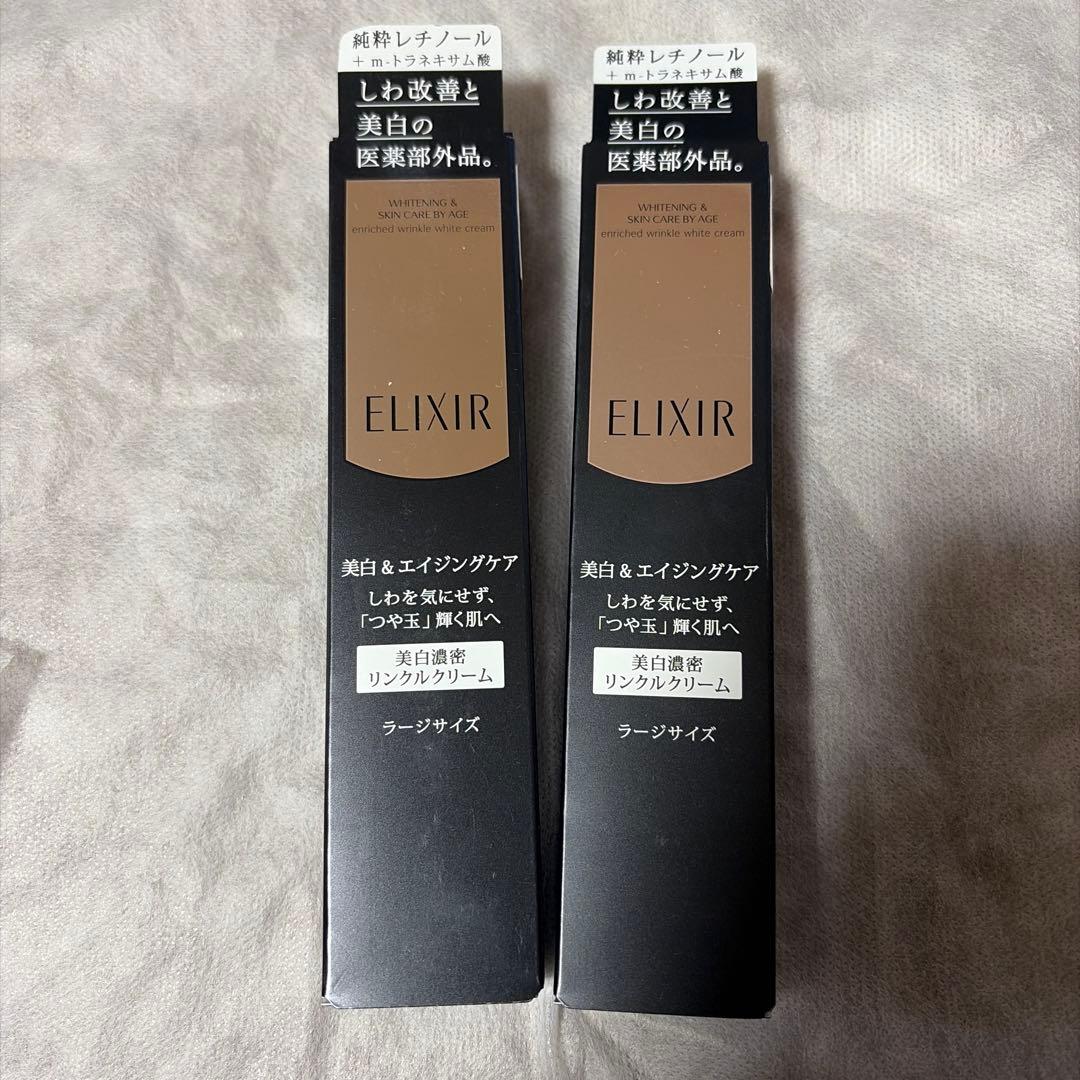 純粋レチノール
+ m-トラネキサム酸
しわ改善と
美白の
医薬部外品。
WHITENING &
SKIN CARE BY AGE
enriched wrinkle white cream
ELIXIR
美白&エイジングケア
しわを気にせず、
「つや玉」輝く肌へ
美白濃密
リンクルクリーム
ラージサイズ
純粋レチノール
+ m-トラネキサム酸
しわ改善と
美白の
医薬部外品。
WHITENING &
SKIN CARE BY AGE
enriched wrinkle white cream
ELIXIR
美白&エイジングケア
しわを気にせず、
「つや玉」輝く肌へ
美白濃密
リンクルクリーム
ラージサイズ